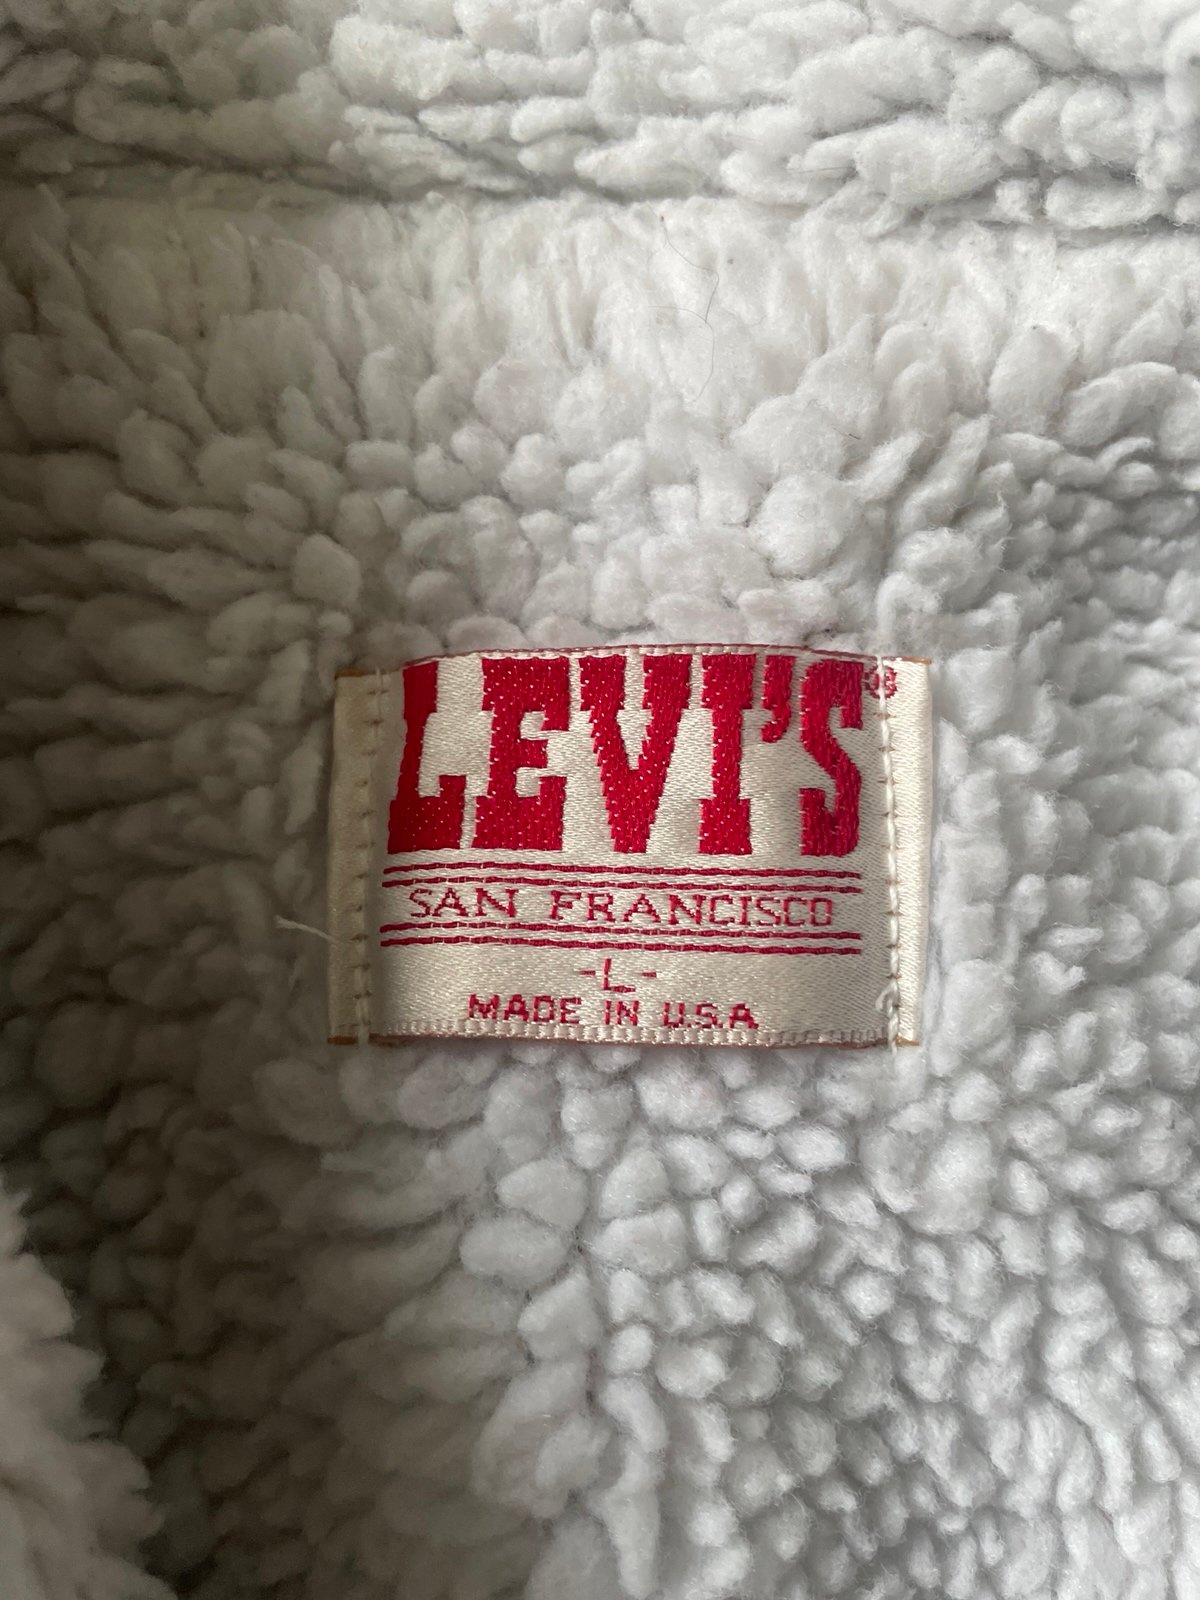 LEVI'S®
SAN FRANCISCO
-L-
MADE IN U.S.A